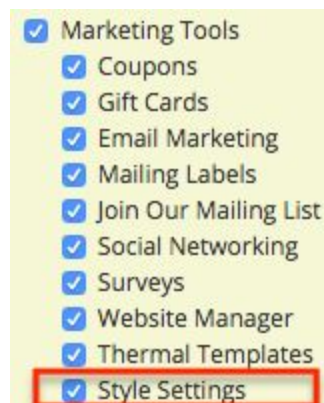 Marketing Tools
Coupons
Gift Cards
Email Marketing
Mailing Labels
Join Our Mailing List
Social Networking
Surveys
Website Manager
Thermal Templates
Style Settings